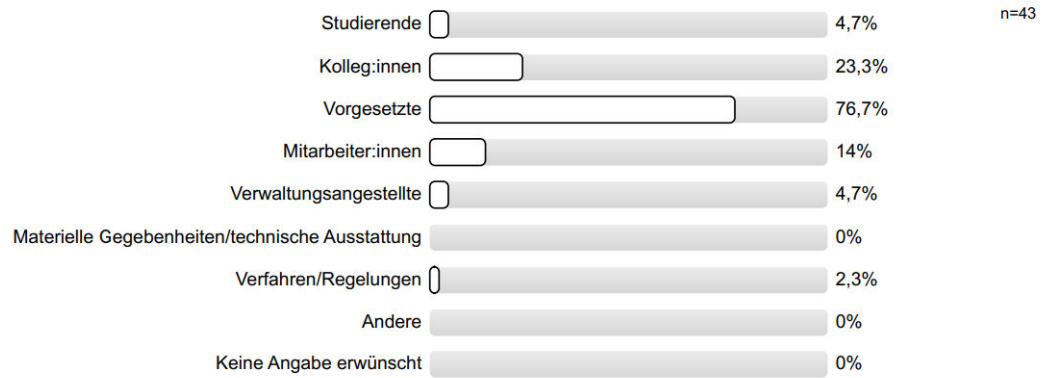 Studierende 4,7% n=43
Kolleg:innen 23,3%
Vorgesetzte 76,7%
Mitarbeiter:innen 14%
Verwaltungsangestellte 4,7%
Materielle Gegebenheiten/technische Ausstattung 0%
Verfahren/Regelungen 2,3%
Andere 0%
Keine Angabe erwünscht 0%